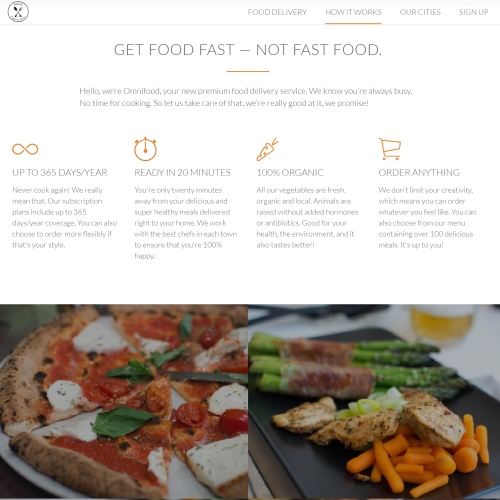 FOOD DELIVERY HOW IT WORKS OUR CITIES SIGN UP
GET FOOD FAST — NOT FAST FOOD.
Hello, we're Omnifood, your new premium food delivery service. We know you're always busy.
No time for cooking. So let us take care of that, we're really good at it, we promise!
UP TO 365 DAYS/YEAR
Never cook again! We really
mean that. Our subscription
plans include up to 365
days/year coverage. You can also
choose to order more flexibly if
that's your style.
READY IN 20 MINUTES
You're only twenty minutes
away from your delicious and
super healthy meals delivered
right to your home. We work
with the best chefs in each town
to ensure that you're 100%
happy.
100% ORGANIC
All our vegetables are fresh,
organic and local. Animals are
raised without added hormones
or antibiotics. Good for your
health, the environment, and it
also tastes better!
ORDER ANYTHING
We don't limit your creativity,
which means you can order
whatever you feel like. You can
also choose from our menu
containing over 100 delicious
meals. It's up to you!